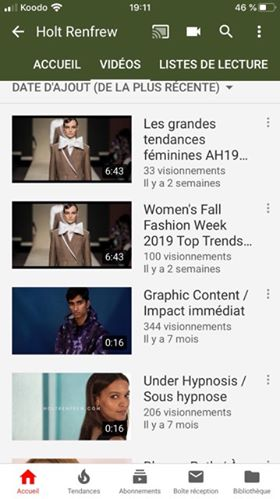 Koodo
19:11
46 %
Holt Renfrew
ACCUEIL
VIDÉOS
LISTES DE LECTURE
DATE D'AJOUT (DE LA PLUS RÉCENTE)
Les grandes
tendances
féminines AH19...
33 visionnements
Il y a 2 semaines
6:43
Women's Fall
Fashion Week
2019 Top Trends...
100 visionnements
Il y a 2 semaines
6:43
Graphic Content /
Impact immédiat
344 visionnements
Il y a 7 mois
0:16
Under Hypnosis /
Sous hypnose
206 visionnements
Il y a 7 mois
HOLTRENFREW.COM
0:16
Accueil
Tendances
Abonnements
Boîte réception
Bibliothèque